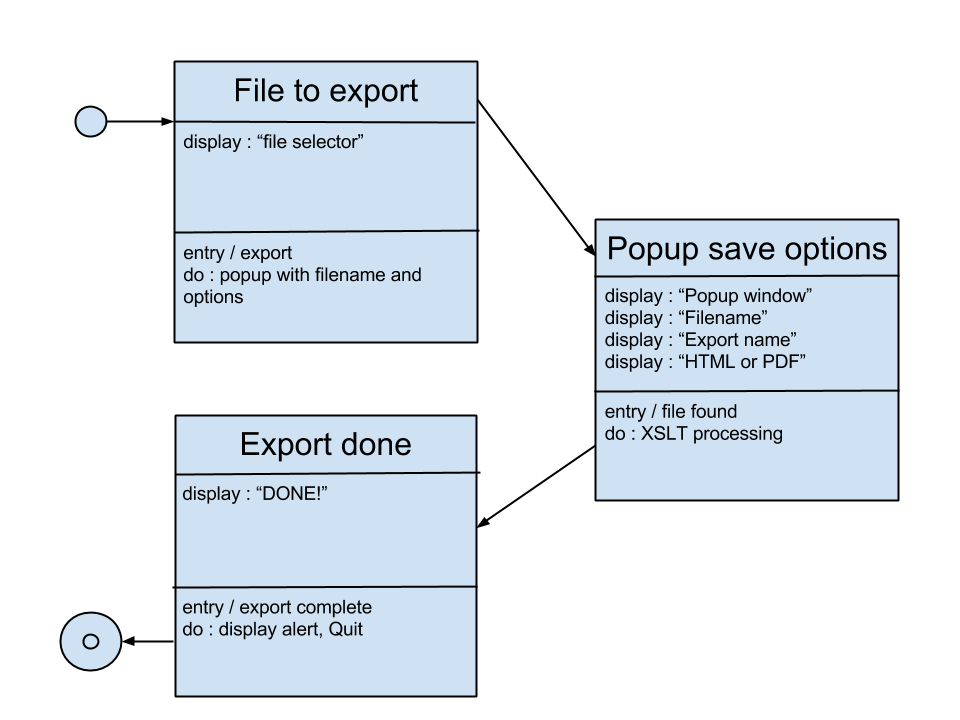 File to export
display : “file selector”
entry / export
do : popup with filename and
options
Popup save options
display : “Popup window”
display : “Filename”
display : “Export name”
display : “HTML or PDF”
entry / file found
do : XSLT processing
Export done
display : “DONE!”
entry / export complete
do : display alert, Quit